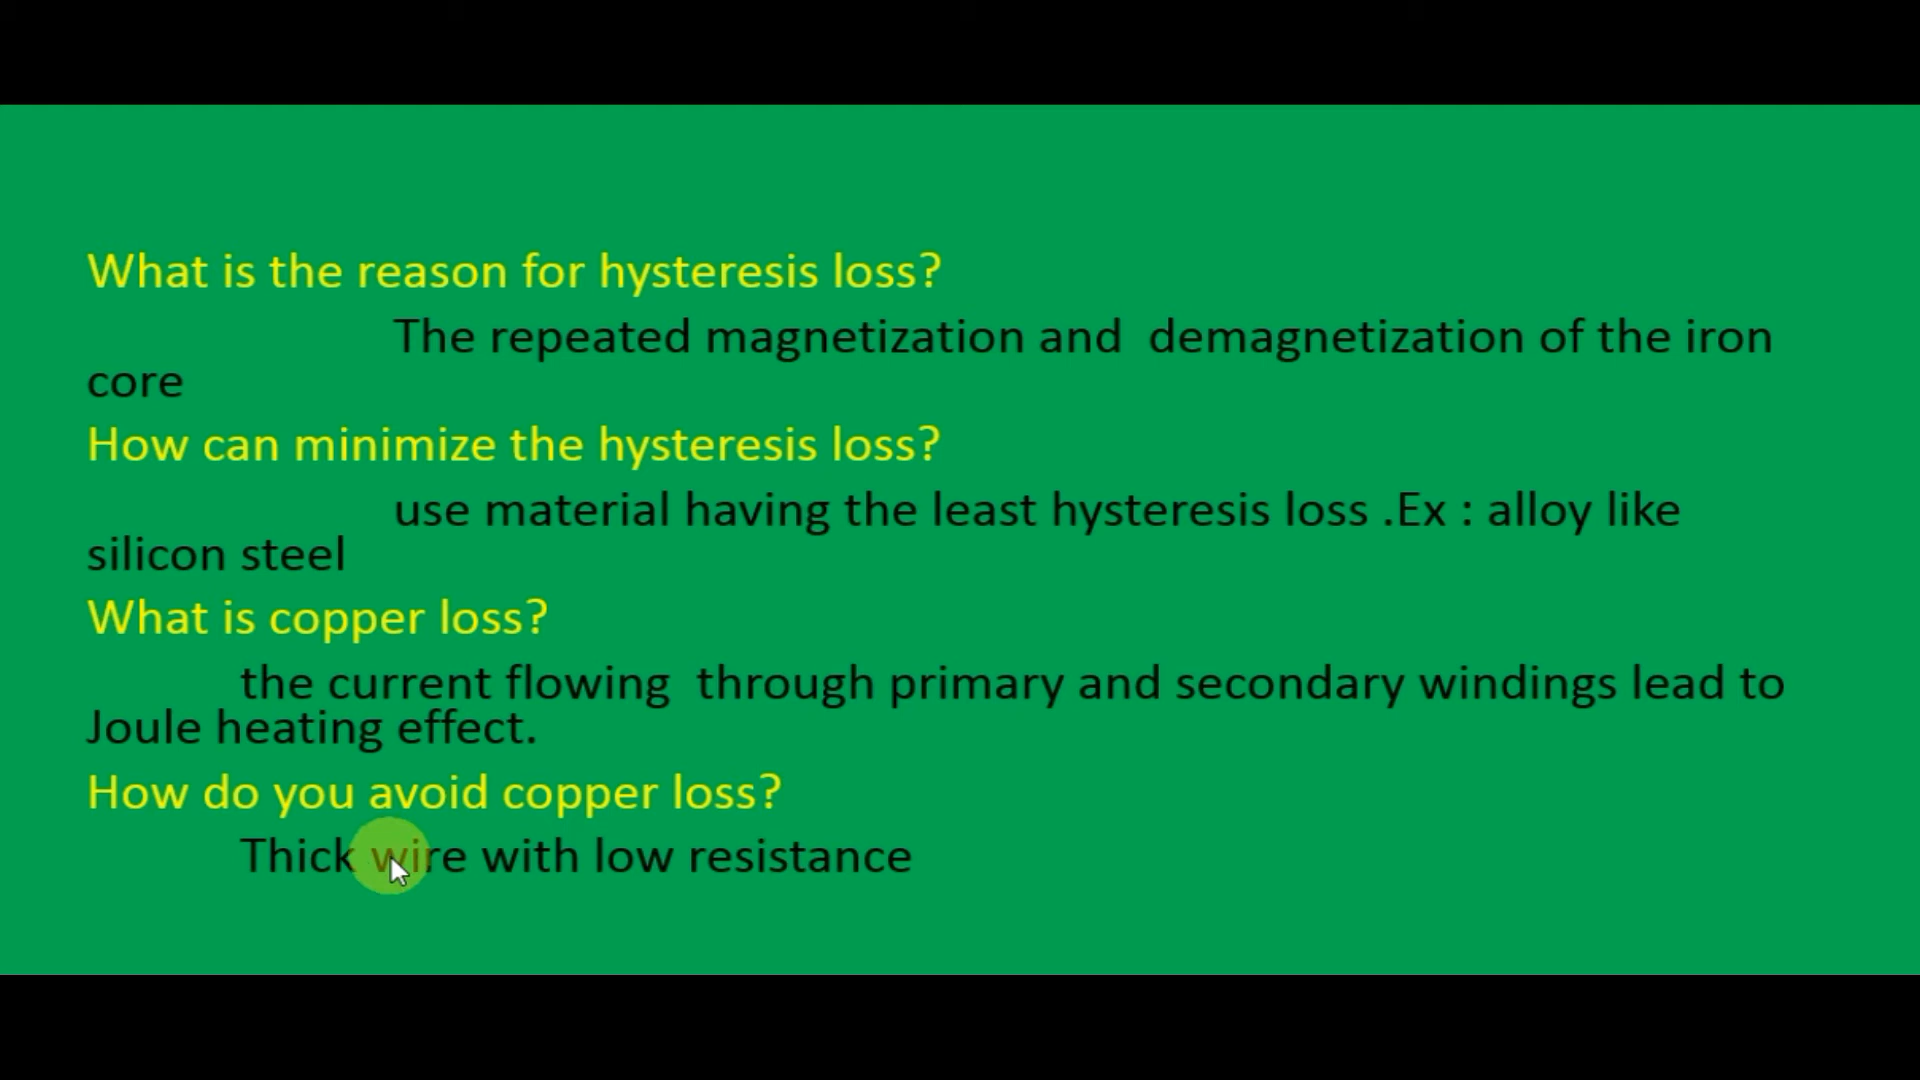 What is the reason for hysteresis loss?
The repeated magnetization and  demagnetization of the iron
core
How can minimize the hysteresis loss?
use material having the least hysteresis loss .Ex : alloy like
silicon steel
What is copper loss?
the current flowing  through primary and secondary windings lead to
Joule heating effect.
How do you avoid copper loss?
Thick wire with low resistance